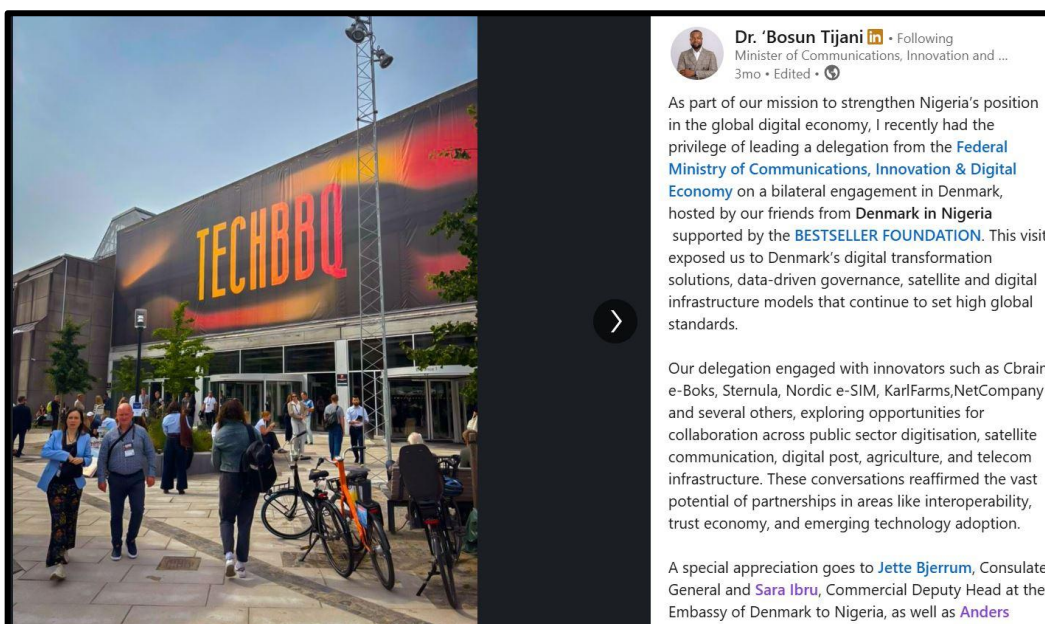 TECHBBQ
Dr. ‘Bosun Tijani in • Following
Minister of Communications, Innovation and ...
3mo • Edited •
As part of our mission to strengthen Nigeria’s position
in the global digital economy, I recently had the
privilege of leading a delegation from the Federal
Ministry of Communications, Innovation & Digital
Economy on a bilateral engagement in Denmark,
hosted by our friends from Denmark in Nigeria
supported by the BESTSELLER FOUNDATION. This visit
exposed us to Denmark’s digital transformation
solutions, data-driven governance, satellite and digital
infrastructure models that continue to set high global
standards.
Our delegation engaged with innovators such as Cbrain
e-Boks, Sternula, Nordic e-SIM, KarlFarms,NetCompany
and several others, exploring opportunities for
collaboration across public sector digitisation, satellite
communication, digital post, agriculture, and telecom
infrastructure. These conversations reaffirmed the vast
potential of partnerships in areas like interoperability,
trust economy, and emerging technology adoption.
A special appreciation goes to Jette Bjerrum, Consulate
General and Sara Ibru, Commercial Deputy Head at the
Embassy of Denmark to Nigeria, as well as Anders